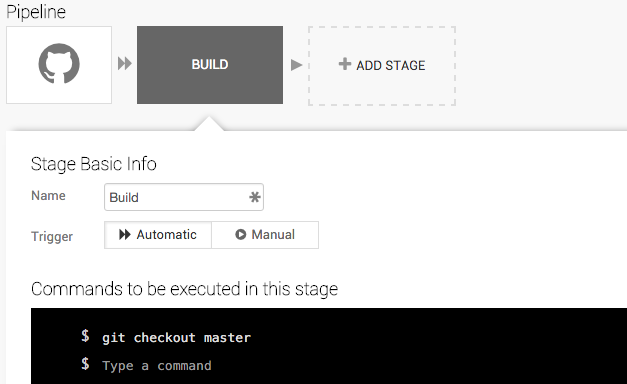 Pipeline
BUILD
ADD STAGE
Stage Basic Info
Name
Build
Trigger
Automatic
Manual
Commands to be executed in this stage
$ git checkout master
$ Type a command